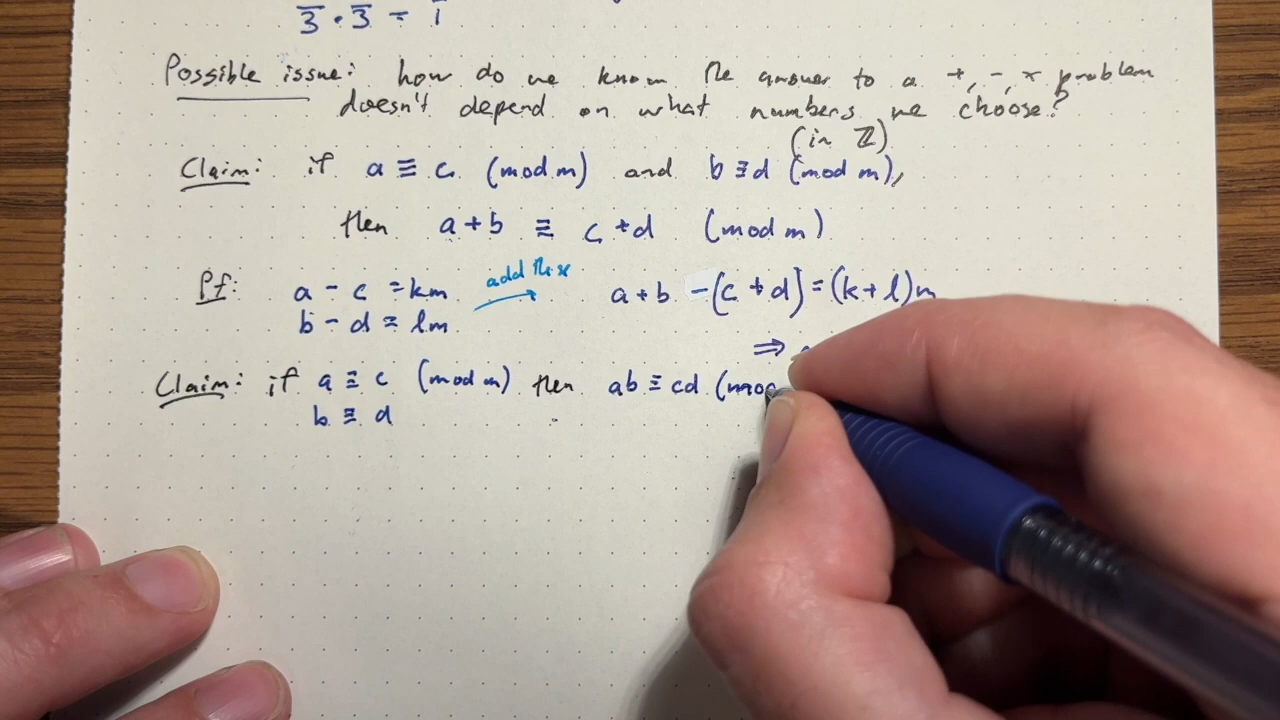 3̅ · 3̅ = 1̅
Possible issue: how do we know the answer to a +, -, × problem
doesn't depend on what numbers we choose?
(in ℤ)
Claim: if a ≡ c (mod m) and b ≡ d (mod m),
then a+b ≡ c+d (mod m)
Pf: a - c = km add these a+b -(c+d) = (k+l)m
b - d = lm
⇒
Claim: if a ≡ c (mod m) then ab ≡ cd (mod
b ≡ d